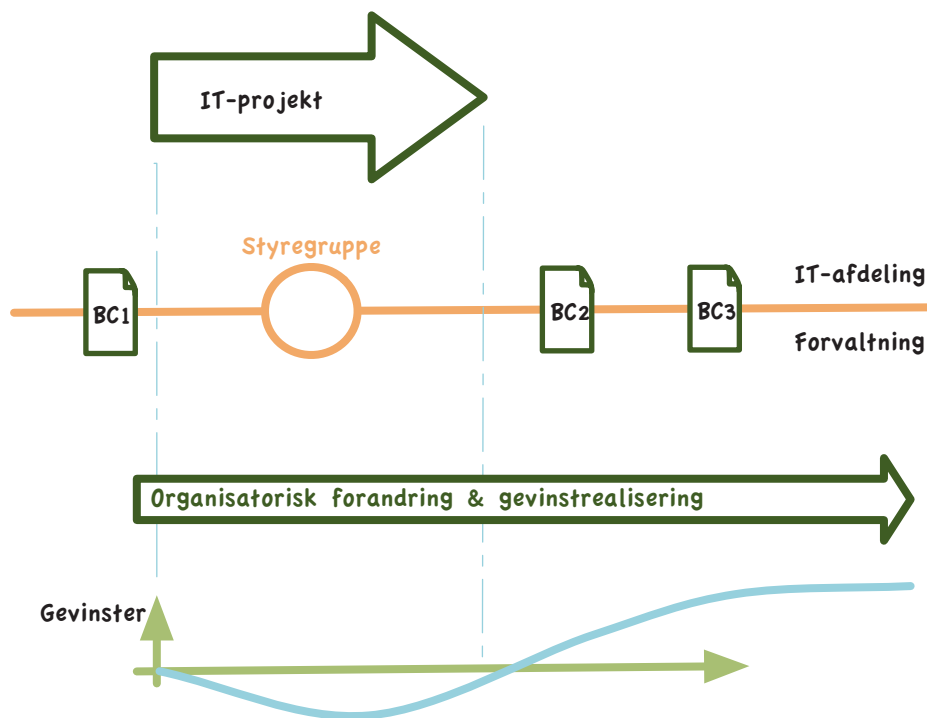 IT-projekt
Styregruppe
IT-afdeling
BC1
BC2
BC3
Forvaltning
Organisatorisk forandring & gevinstrealisering
Gevinster